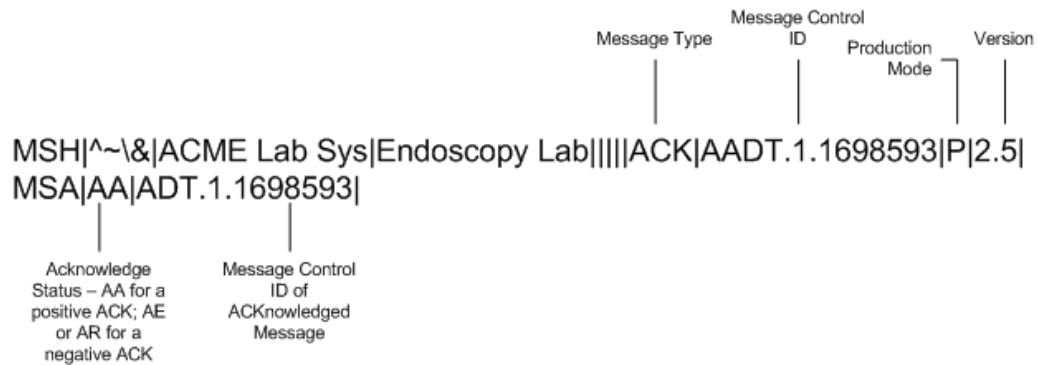 Message Type
Message Control
ID
Production
Mode
Version
MSH|^~\&|ACME Lab Sys|Endoscopy Lab|||||ACK|AADT.1.1698593|P|2.5|
MSA|AA|ADT.1.1698593|
Acknowledge
Status – AA for a
positive ACK; AE
or AR for a
negative ACK
Message Control
ID of
ACKnowledged
Message